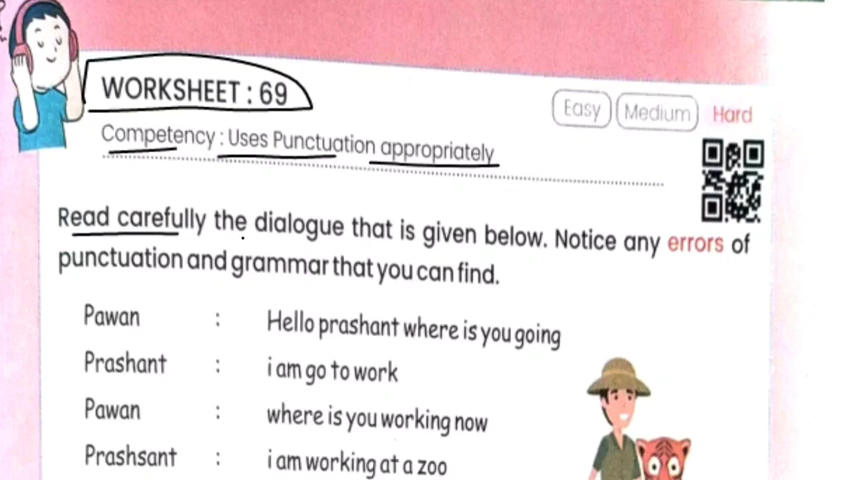 WORKSHEET : 69
Easy Medium Hard
Competency : Uses Punctuation appropriately
Read carefully the dialogue that is given below. Notice any errors of
punctuation and grammar that you can find.
Pawan : Hello prashant where is you going
Prashant : i am go to work
Pawan : where is you working now
Prashsant : i am working at a zoo